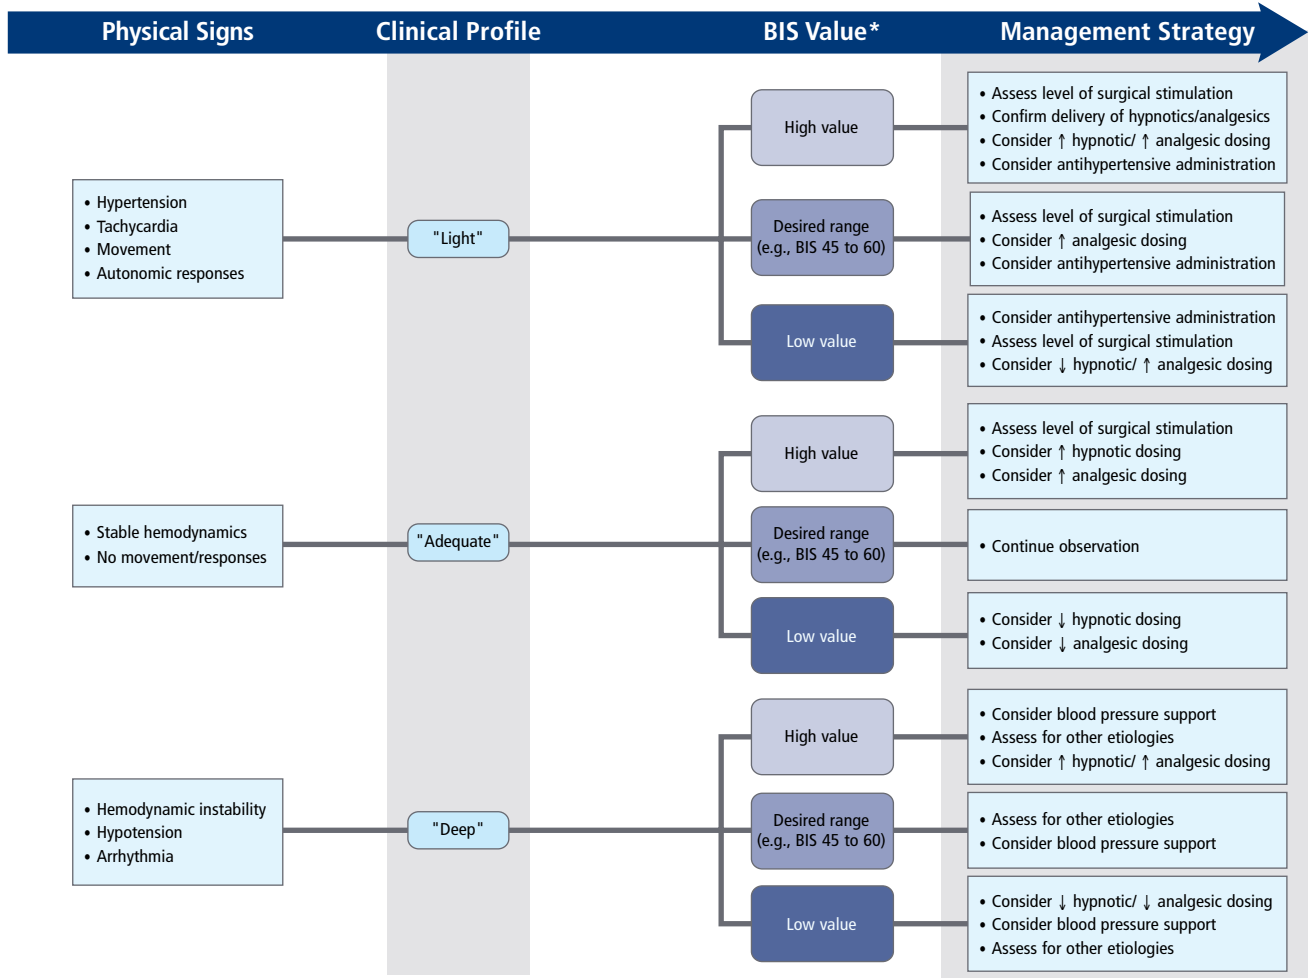 Physical Signs
Clinical Profile
BIS Value*
Management Strategy
• Hypertension
• Tachycardia
• Movement
• Autonomic responses
"Light"
High value
• Assess level of surgical stimulation
• Confirm delivery of hypnotics/analgesics
• Consider ↑ hypnotic/ ↑ analgesic dosing
• Consider antihypertensive administration
Desired range
(e.g., BIS 45 to 60)
• Assess level of surgical stimulation
• Consider ↑ analgesic dosing
• Consider antihypertensive administration
Low value
• Consider antihypertensive administration
• Assess level of surgical stimulation
• Consider ↓ hypnotic/ ↑ analgesic dosing
• Stable hemodynamics
• No movement/responses
"Adequate"
High value
• Assess level of surgical stimulation
• Consider ↑ hypnotic dosing
• Consider ↑ analgesic dosing
Desired range
(e.g., BIS 45 to 60)
• Continue observation
Low value
• Consider ↓ hypnotic dosing
• Consider ↓ analgesic dosing
• Hemodynamic instability
• Hypotension
• Arrhythmia
"Deep"
High value
• Consider blood pressure support
• Assess for other etiologies
• Consider ↑ hypnotic/ ↑ analgesic dosing
Desired range
(e.g., BIS 45 to 60)
• Assess for other etiologies
• Consider blood pressure support
Low value
• Consider ↓ hypnotic/ ↓ analgesic dosing
• Consider blood pressure support
• Assess for other etiologies